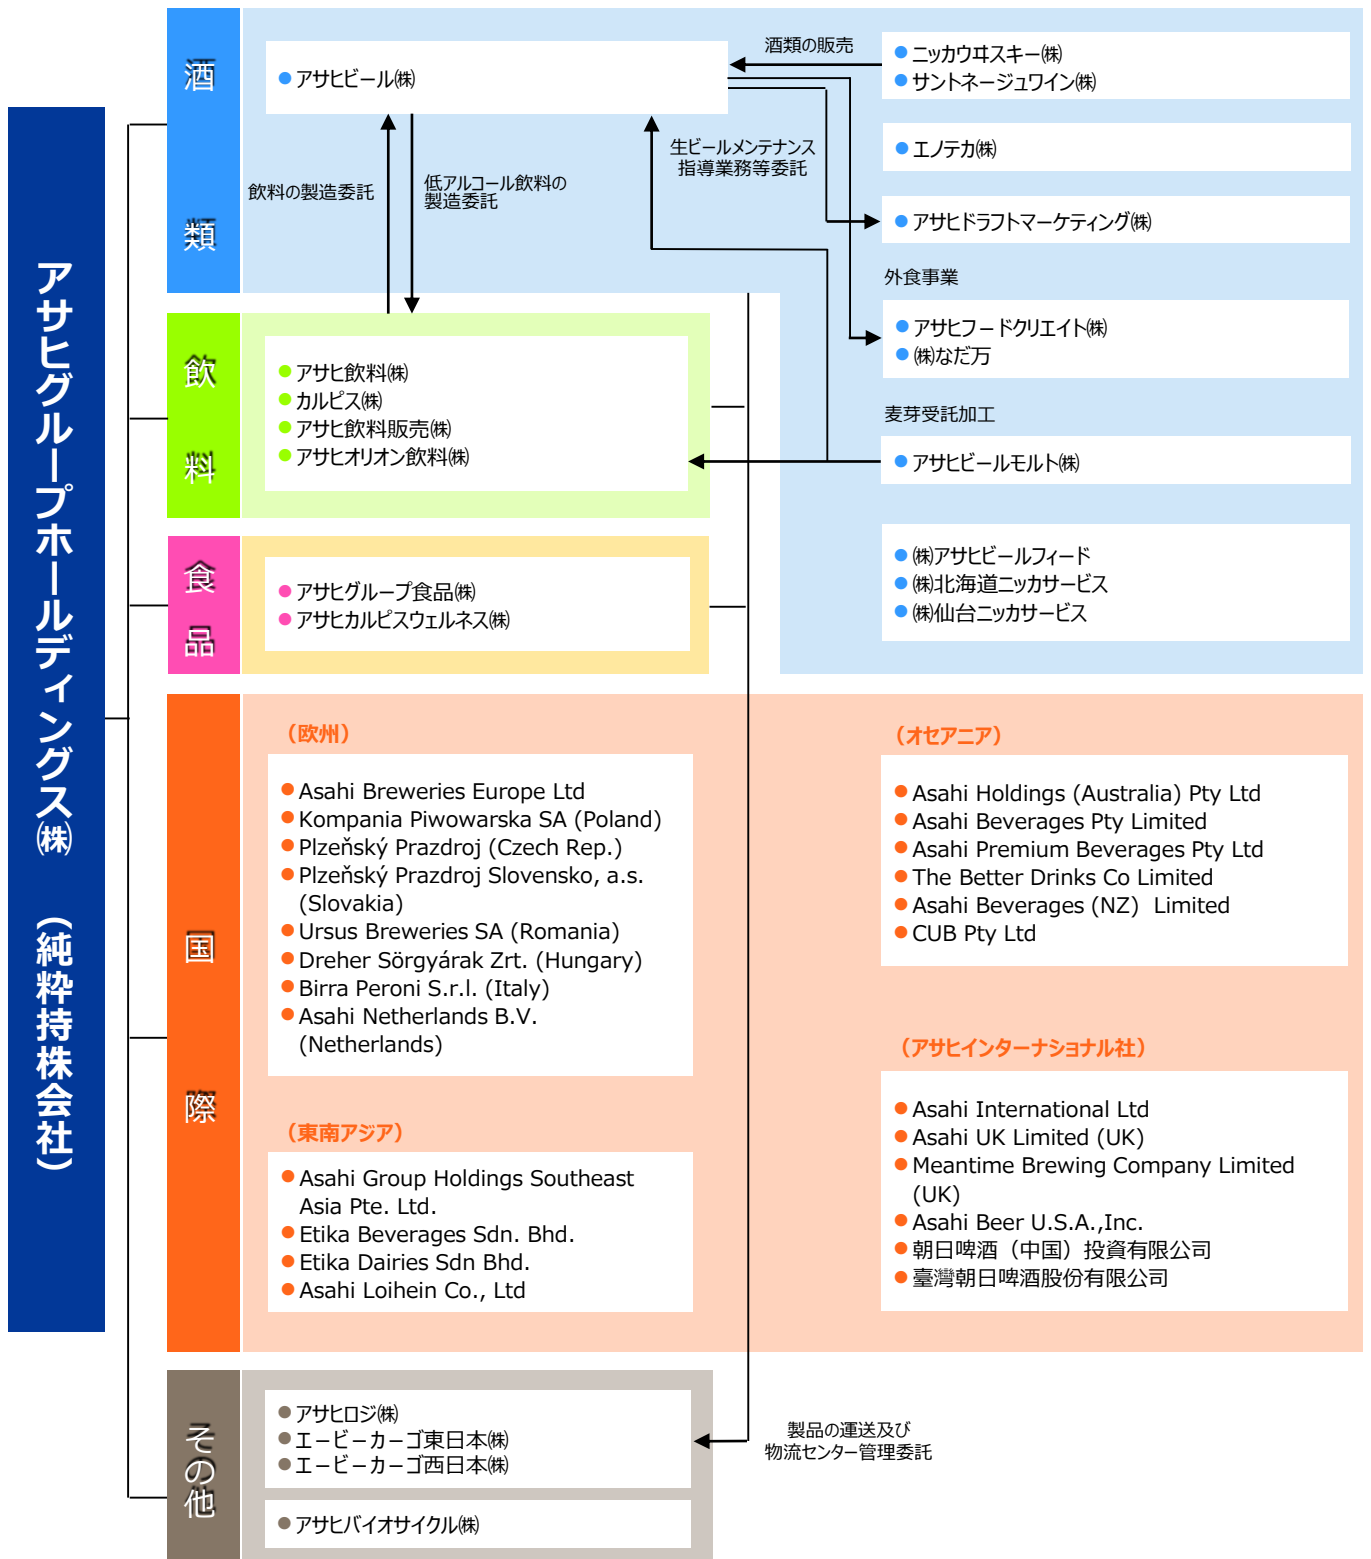 アサヒグループホールディングス㈱ （純粋持株会社）
酒類
アサヒビール㈱
酒類の販売
ニッカウヰスキー㈱
サントネージュワイン㈱
エノテカ㈱
生ビールメンテナンス
指導業務等委託
飲料の製造委託
低アルコール飲料の
製造委託
アサヒドラフトマーケティング㈱
外食事業
アサヒフードクリエイト㈱
㈱なだ万
麦芽受託加工
アサヒビールモルト㈱
㈱アサヒビールフィード
㈱北海道ニッカサービス
㈱仙台ニッカサービス
飲料
アサヒ飲料㈱
カルピス㈱
アサヒ飲料販売㈱
アサヒオリオン飲料㈱
食品
アサヒグループ食品㈱
アサヒカルピスウェルネス㈱
国際
（欧州）
Asahi Breweries Europe Ltd
Kompania Piwowarska SA (Poland)
Plzeňský Prazdroj (Czech Rep.)
Plzeňský Prazdroj Slovensko, a.s.
(Slovakia)
Ursus Breweries SA (Romania)
Dreher Sörgyárak Zrt. (Hungary)
Birra Peroni S.r.l. (Italy)
Asahi Netherlands B.V.
(Netherlands)
（オセアニア）
Asahi Holdings (Australia) Pty Ltd
Asahi Beverages Pty Limited
Asahi Premium Beverages Pty Ltd
The Better Drinks Co Limited
Asahi Beverages (NZ) Limited
CUB Pty Ltd
（東南アジア）
Asahi Group Holdings Southeast
Asia Pte. Ltd.
Etika Beverages Sdn. Bhd.
Etika Dairies Sdn Bhd.
Asahi Loihein Co., Ltd
（アサヒインターナショナル社）
Asahi International Ltd
Asahi UK Limited (UK)
Meantime Brewing Company Limited
(UK)
Asahi Beer U.S.A.,Inc.
朝日啤酒（中国）投資有限公司
臺灣朝日啤酒股份有限公司
その他
アサヒロジ㈱
エービーカーゴ東日本㈱
エービーカーゴ西日本㈱
製品の運送及び
物流センター管理委託
アサヒバイオサイクル㈱